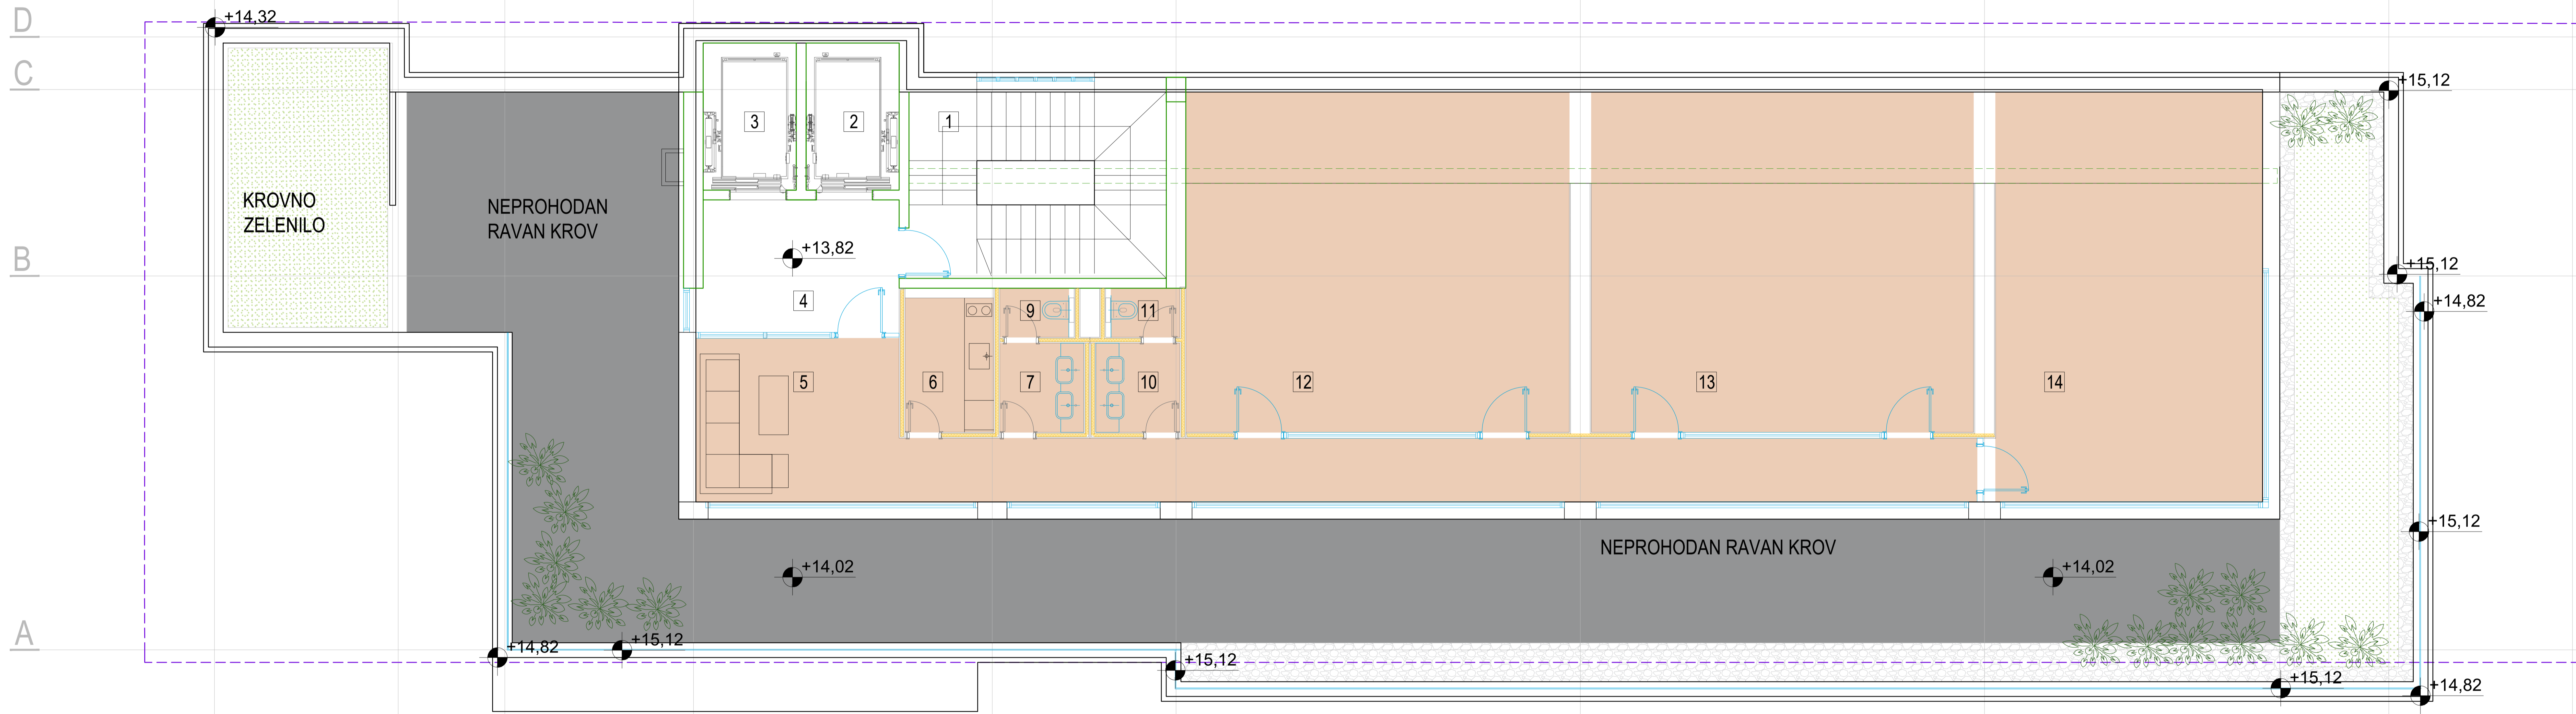 D
+14,32
C
+15,12
3
2
1
KROVNO
ZELENILO
NEPROHODAN
RAVAN KROV
+13,82
B
+15,12
4
9
11
+14,82
5
6
7
10
12
13
14
+15,12
NEPROHODAN RAVAN KROV
+14,02
+14,02
A
+14,82
+15,12
+15,12
+15,12
+14,82